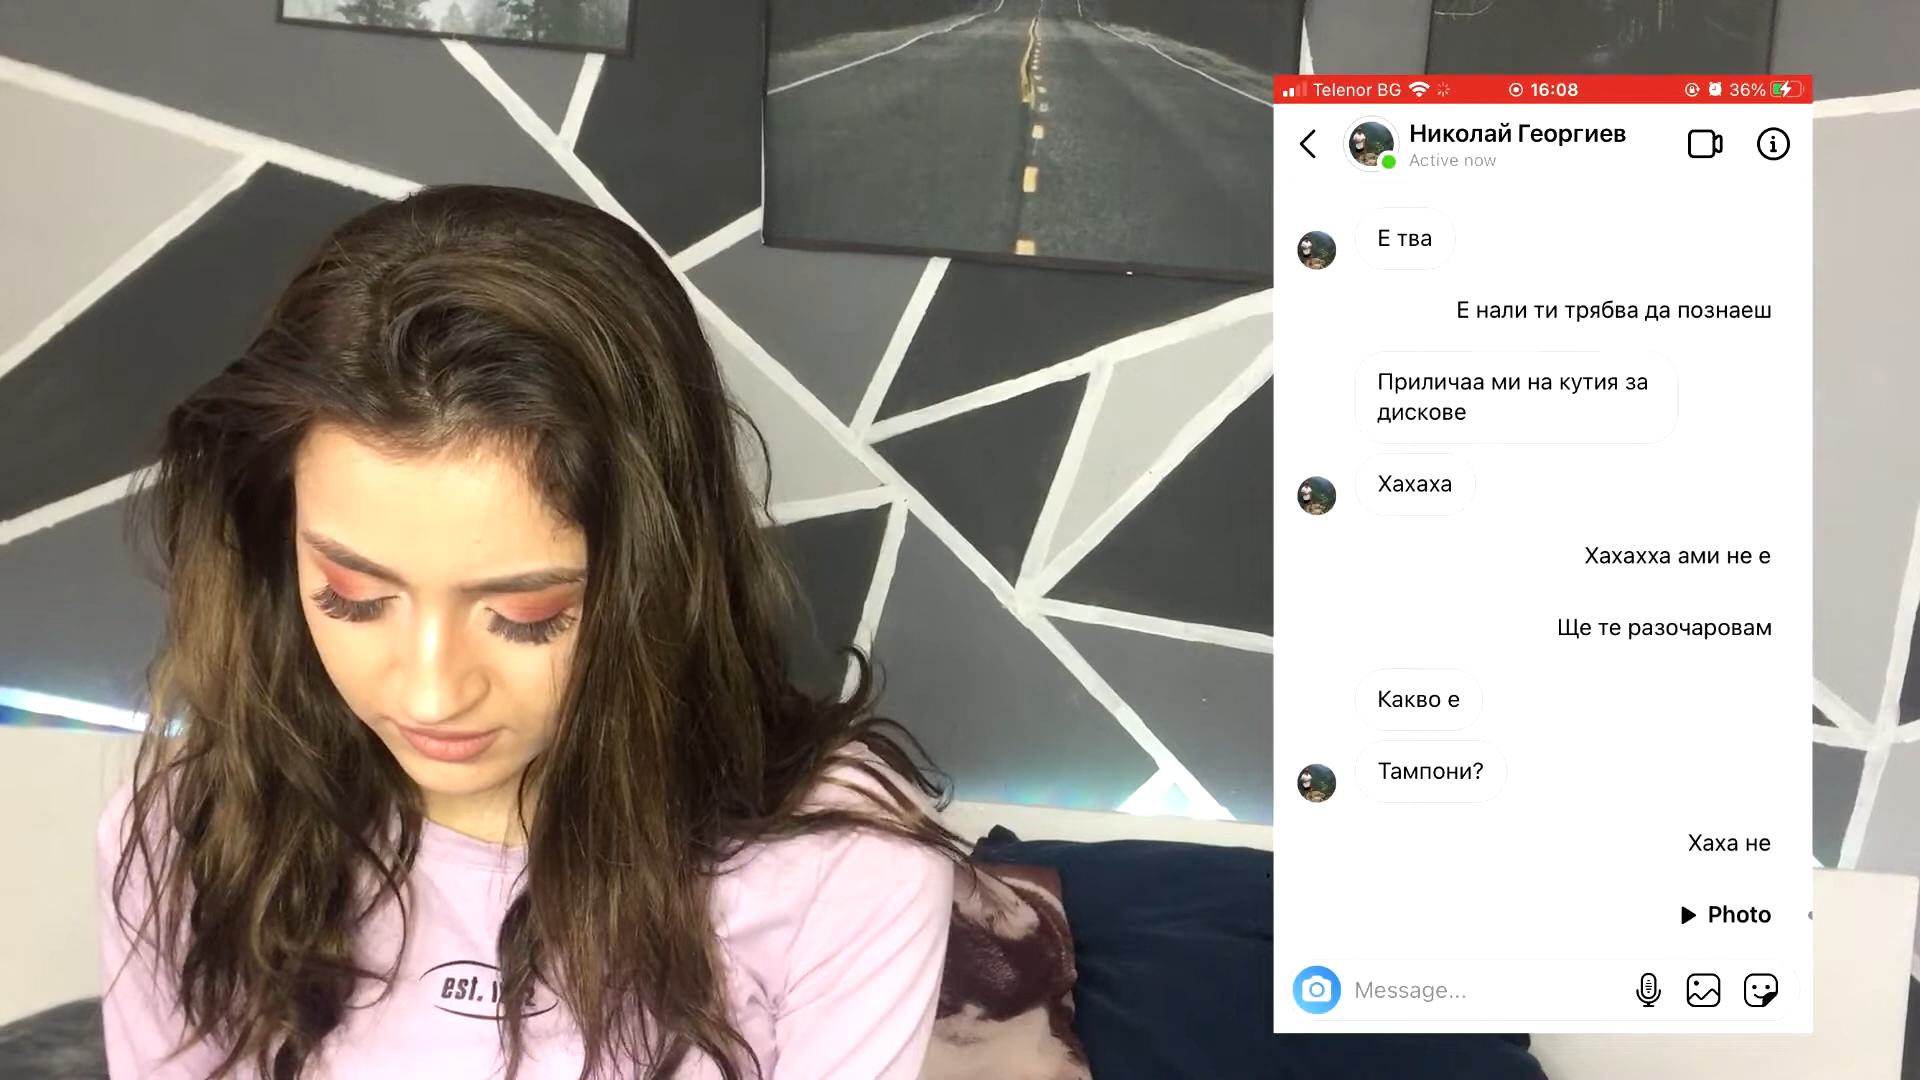 Telenor BG
16:08
36%
Николай Георгиев
Active now
Е тва
Е нали ти трябва да познаеш
Приличаа ми на кутия за
дискове
Хахаха
Хахахха ами не е
Ще те разочаровам
Какво е
Тампони?
Хаха не
Photo
Message...
est.